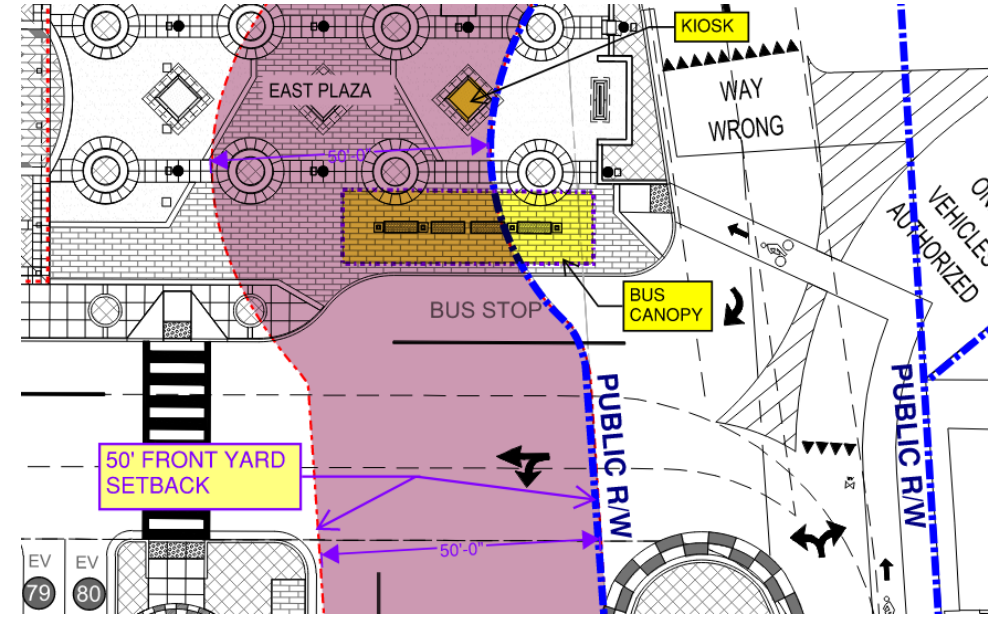 KIOSK
EAST PLAZA
WAY
WRONG
50'-0"
VEHICLES
AUTHORIZED
BUS STOP
BUS
CANOPY
PUBLIC R/W
PUBLIC R/W
50' FRONT YARD
SETBACK
50'-0"
EV
EV
79
80